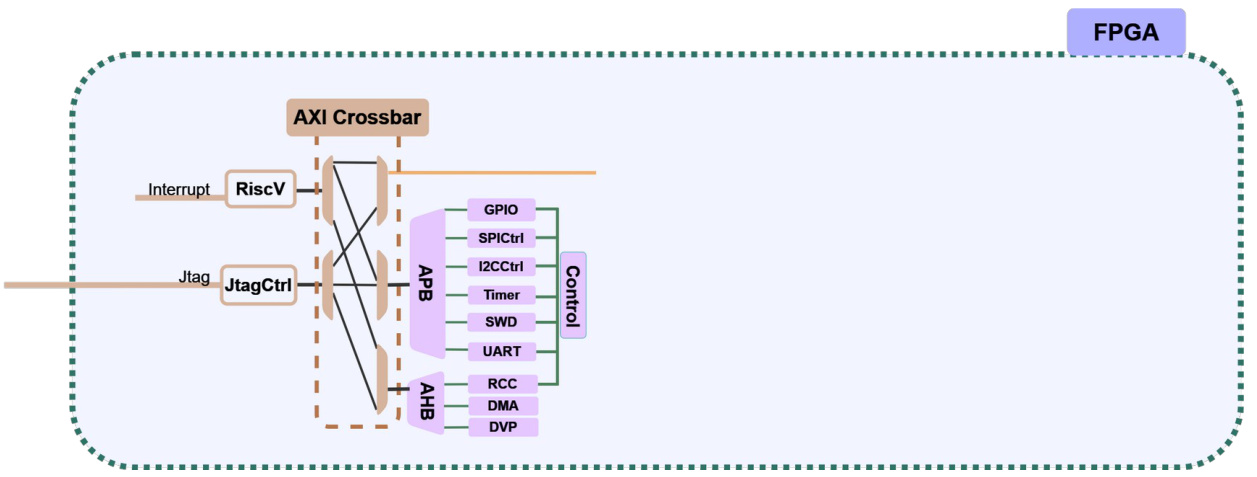 FPGA
AXI Crossbar
Interrupt
RiscV
Jtag
JtagCtrl
APB
GPIO
SPICtrl
I2CCtrl
Timer
SWD
UART
Control
AHB
RCC
DMA
DVP